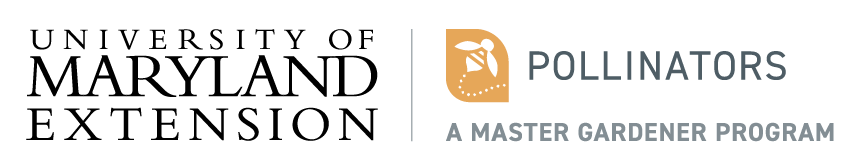 UNIVERSITY OF
MARYLAND
EXTENSION
POLLINATORS
A MASTER GARDENER PROGRAM